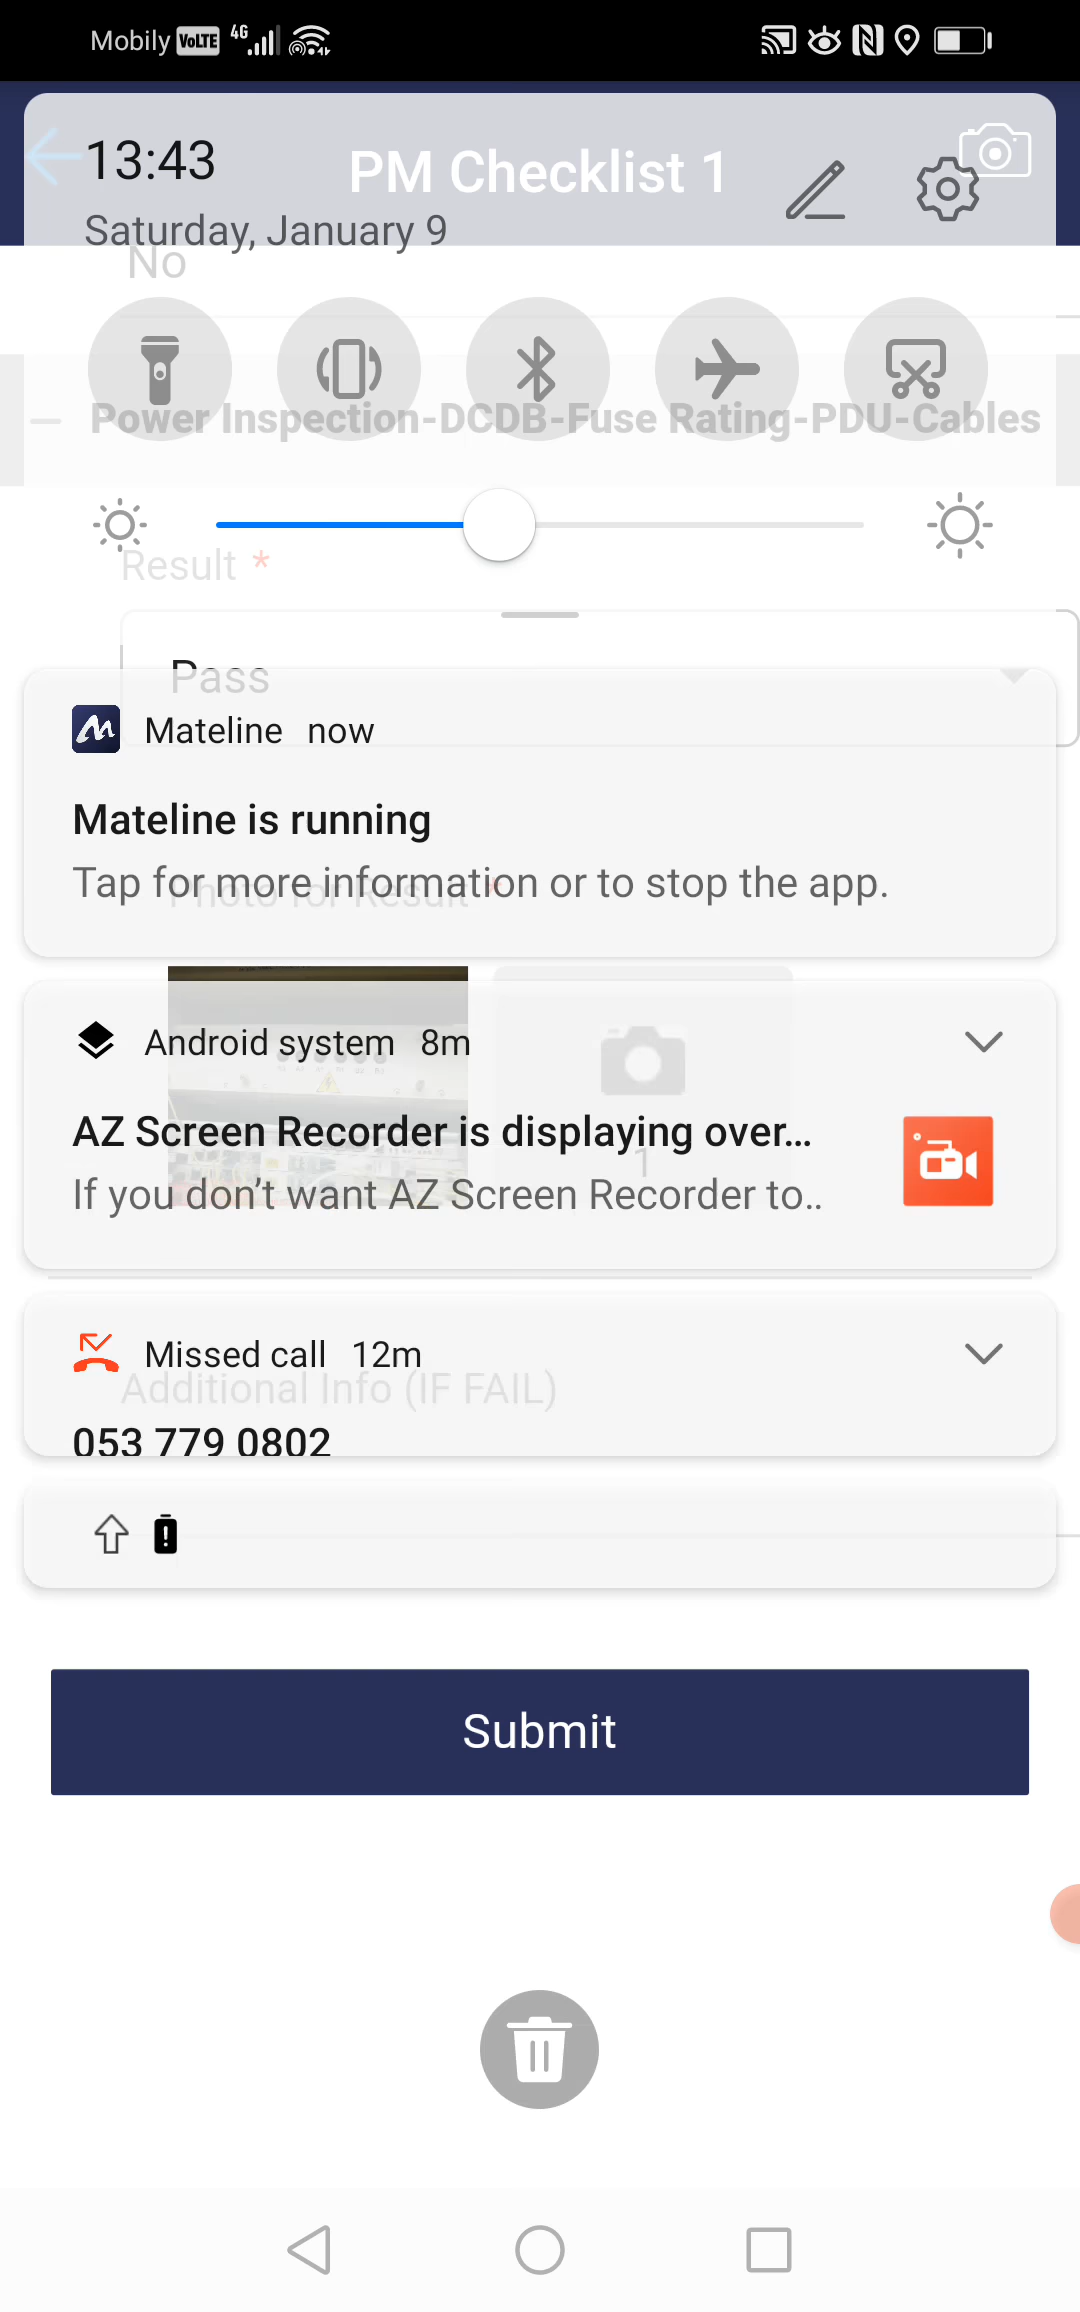 Mobily VoLTE 4G
13:43
PM Checklist 1
Saturday, January 9
No
Power Inspection-DCDB-Fuse Rating-PDU-Cables
Result *
Pass
Mateline now
Mateline is running
Tap for more information or to stop the app.
Photo for Result *
Android system 8m
AZ Screen Recorder is displaying over...
1
If you don't want AZ Screen Recorder to..
Missed call 12m
Additional Info (IF FAIL)
053 779 0802
Submit